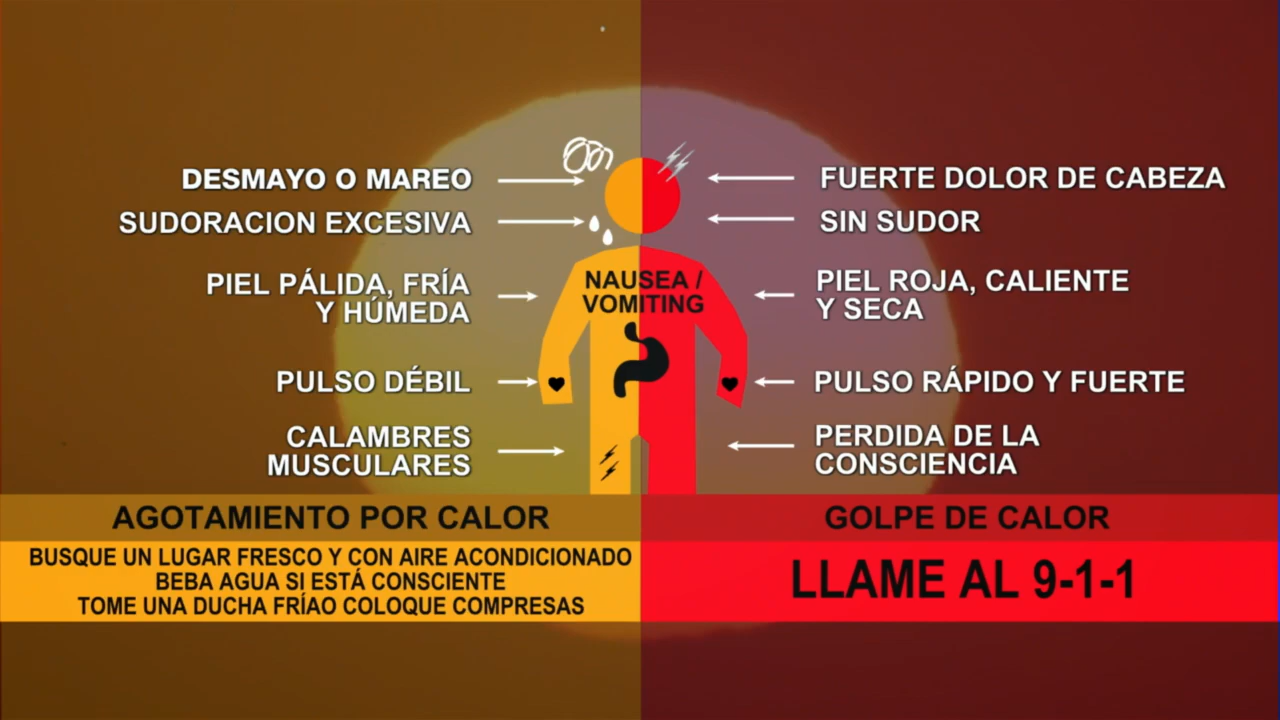 DESMAYO O MAREO
SUDORACION EXCESIVA
PIEL PÁLIDA, FRÍA
Y HÚMEDA
PULSO DÉBIL
CALAMBRES
MUSCULARES
NAUSEA /
VOMITING
FUERTE DOLOR DE CABEZA
SIN SUDOR
PIEL ROJA, CALIENTE
Y SECA
PULSO RÁPIDO Y FUERTE
PERDIDA DE LA
CONSCIENCIA
AGOTAMIENTO POR CALOR
BUSQUE UN LUGAR FRESCO Y CON AIRE ACONDICIONADO
BEBA AGUA SI ESTÁ CONSCIENTE
TOME UNA DUCHA FRÍAO COLOQUE COMPRESAS
GOLPE DE CALOR
LLAME AL 9-1-1